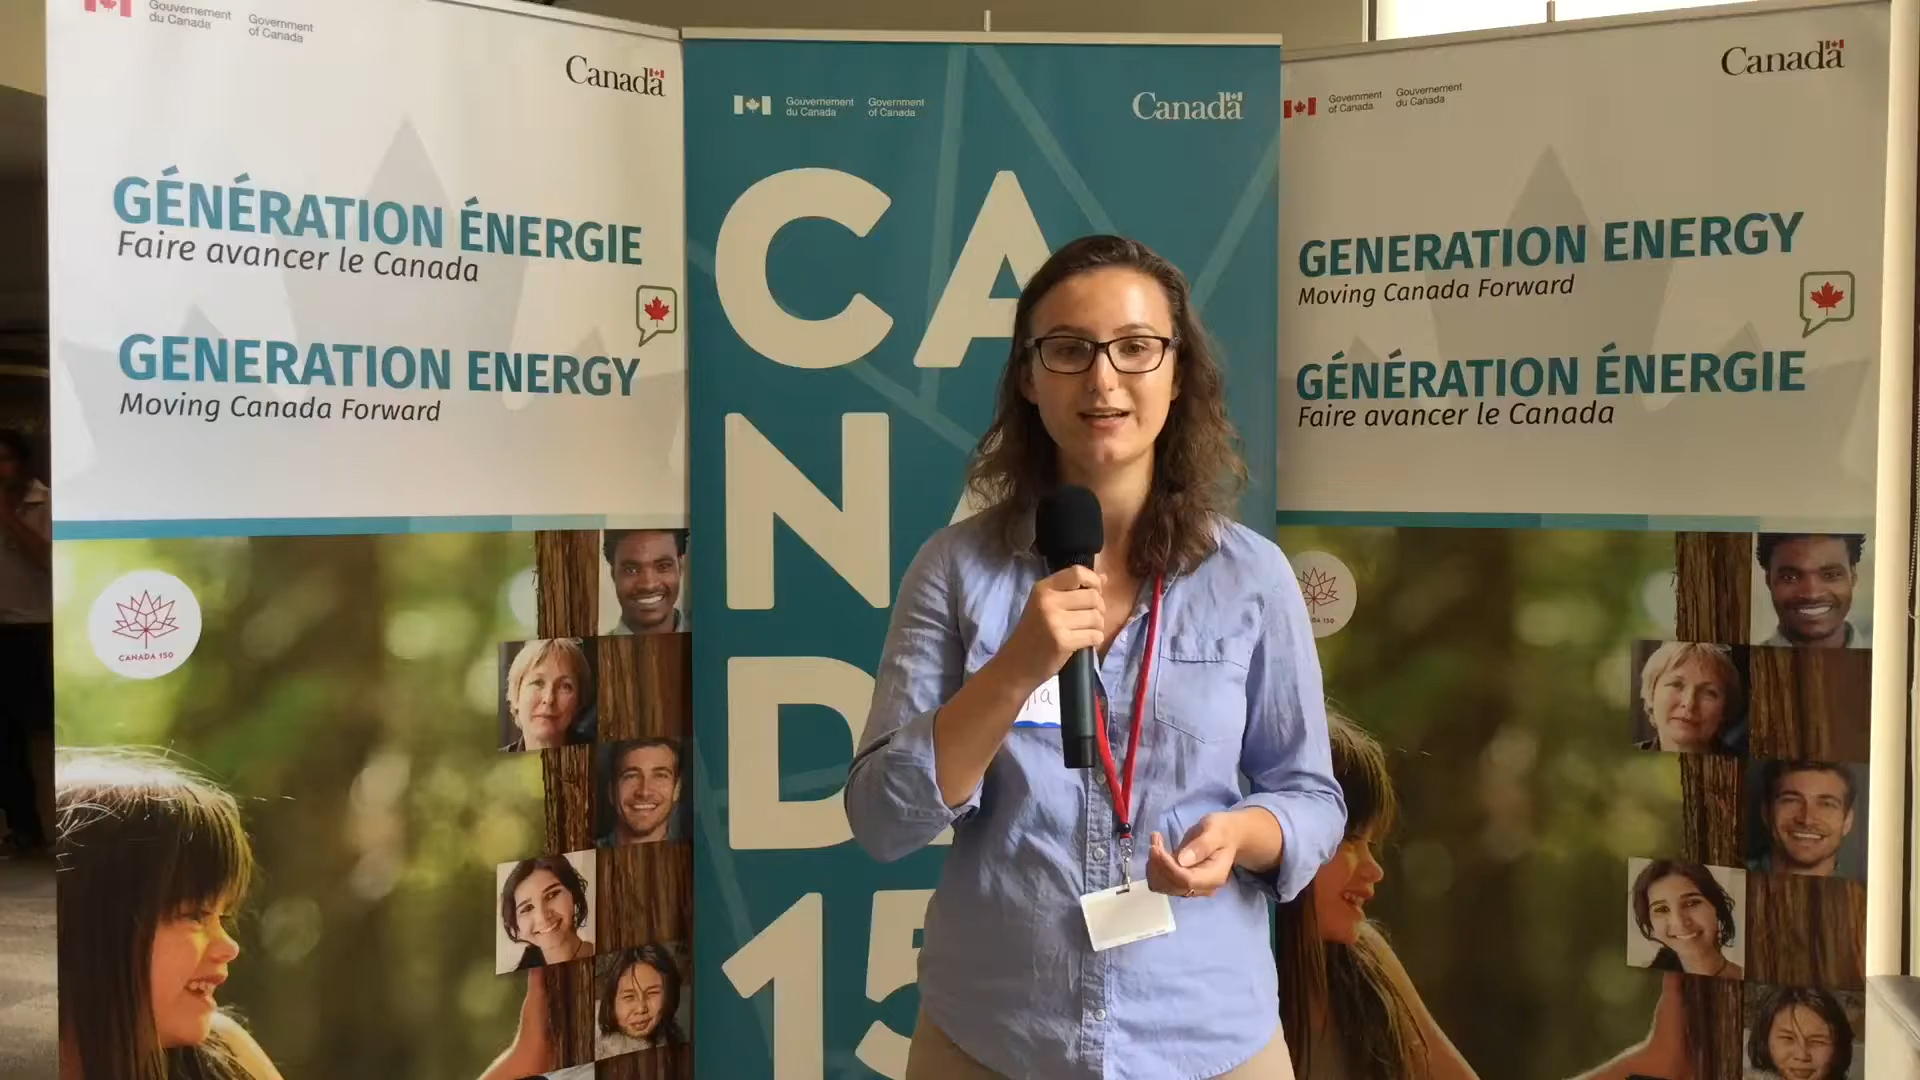 Gouvernement
du Canada
Government
of Canada
Canada
GÉNÉRATION ÉNERGIE
Faire avancer le Canada
GENERATION ENERGY
Moving Canada Forward
CANADA 150
Gouvernement
du Canada
Government
of Canada
Canada
CA
N
D
15
Government
of Canada
Gouvernement
du Canada
Canada
GENERATION ENERGY
Moving Canada Forward
GÉNÉRATION ÉNERGIE
Faire avancer le Canada
DA 150